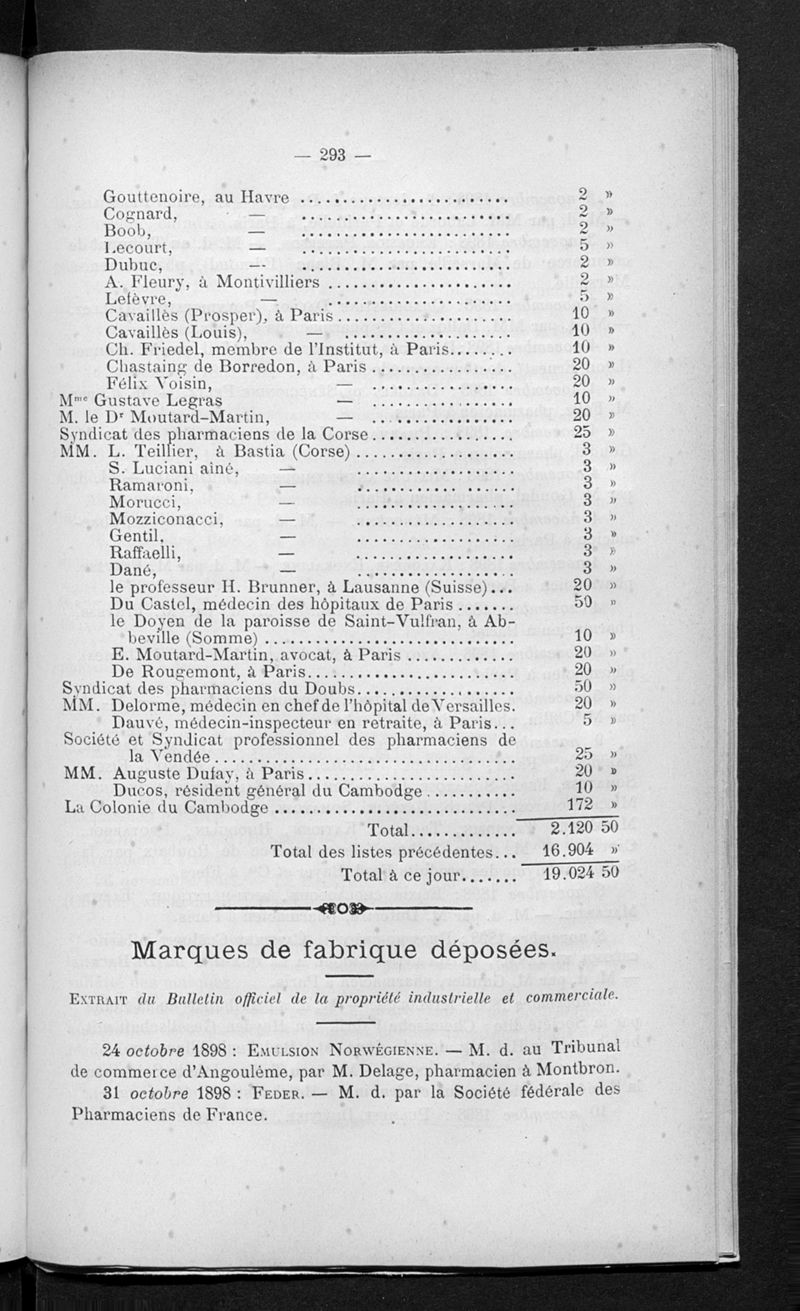 — 293 —
Gouttenoire, au Havre ......................... 2 »
Cognard, — ......................... 2 »
Boob, — ......................... 2 »
Lecourt, — ......................... 5 »
Dubuc, — ......................... 2 »
A. Fleury, à Montivilliers ...................... 2 »
Lefèvre, — ...................... 5 »
Cavaillès (Prosper), à Paris ..................... 10 »
Cavaillès (Louis), — .................... 10 »
Ch. Friedel, membre de l'Institut, à Paris........ 10 »
Chastaing de Borredon, à Paris ................. 20 »
Félix Voisin, — ................. 20 »
Mme Gustave Legras — ................. 10 »
M. le Dr Moutard-Martin, — ................. 20 »
Syndicat des pharmaciens de la Corse................. 25 »
MM. L. Teillier, à Bastia (Corse) ................... 3 »
S. Luciani aîné, — ................... 3 »
Ramaroni, — ................... 3 »
Morucci, — ................... 3 »
Mozziconacci, — ................... 3 »
Gentil, — ................... 3 »
Raffaelli, — ................... 3 »
Dané, — ................... 3 »
le professeur H. Brunner, à Lausanne (Suisse)... 20 »
Du Castel, médecin des hôpitaux de Paris ....... 50 »
le Doyen de la paroisse de Saint-Vulfran, à Ab-
beville (Somme) .............................. 10 »
E. Moutard-Martin, avocat, à Paris ............. 20 »
De Rougemont, à Paris......................... 20 »
Syndicat des pharmaciens du Doubs................... 50 »
MM. Delorme, médecin en chef de l'hôpital de Versailles. 20 »
Dauvé, médecin-inspecteur en retraite, à Paris... 5 »
Société et Syndicat professionnel des pharmaciens de
la Vendée.................................... 25 »
MM. Auguste Dufay, à Paris......................... 20 »
Ducos, résident général du Cambodge ........... 10 »
La Colonie du Cambodge ............................. 172 »
Total............. 2.120 50
Total des listes précédentes... 16.904 »
Total à ce jour....... 19.024 50
Marques de fabrique déposées.
Extrait du Bulletin officiel de la propriété industrielle et commerciale.
24 octobre 1898 : Emulsion Norwégienne. — M. d. au Tribunal
de commerce d'Angoulême, par M. Delage, pharmacien à Montbron.
31 octobre 1898 : Feder. — M. d. par la Société fédérale des
Pharmaciens de France.